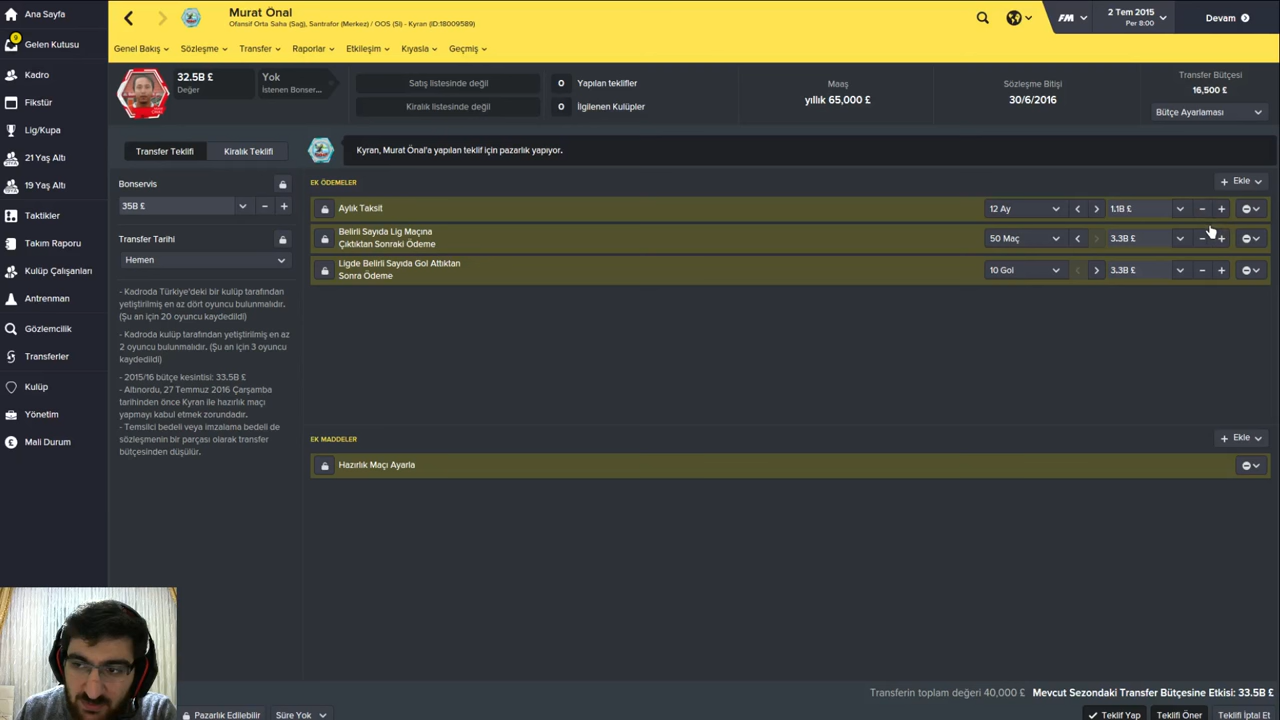 Ana Sayfa
9
Gelen Kutusu
Kadro
Fikstür
Lig/Kupa
21 Yaş Altı
19 Yaş Altı
Taktikler
Takım Raporu
Kulüp Çalışanları
Antrenman
Gözlemcilik
Transferler
Kulüp
Yönetim
Mali Durum
Murat Önal
Ofansif Orta Saha (Sağ), Santrafor (Merkez) / OOS (Sl) - Kyran (ID:18009589)
FM
2 Tem 2015
Per 8:00
Devam
Genel Bakış
Sözleşme
Transfer
Raporlar
Etkileşim
Kıyasla
Geçmiş
32.5B £
Değer
Yok
İstenen Bonser...
Satış listesinde değil
Kiralık listesinde değil
0 Yapılan teklifler
0 İlgilenen Kulüpler
Maaş
yıllık 65,000 £
Sözleşme Bitişi
30/6/2016
Transfer Bütçesi
16,500 £
Bütçe Ayarlaması
Transfer Teklifi
Kiralık Teklifi
Kyran, Murat Önal'a yapılan teklif için pazarlık yapıyor.
Bonservis
35B £
Transfer Tarihi
Hemen
- Kadroda Türkiye'deki bir kulüp tarafından
yetiştirilmiş en az dört oyuncu bulunmalıdır.
(Şu an için 20 oyuncu kaydedildi)
- Kadroda kulüp tarafından yetiştirilmiş en az
2 oyuncu bulunmalıdır. (Şu an için 3 oyuncu
kaydedildi)
- 2015/16 bütçe kesintisi: 33.5B £
- Altınordu, 27 Temmuz 2016 Çarşamba
tarihinden önce Kyran ile hazırlık maçı
yapmayı kabul etmek zorundadır.
- Temsilci bedeli veya imzalama bedeli de
sözleşmenin bir parçası olarak transfer
bütçesinden düşülür.
EK ÖDEMELER
Ekle
Aylık Taksit
12 Ay
1.1B £
Belirli Sayıda Lig Maçına
Çıktıktan Sonraki Ödeme
50 Maç
3.3B £
Ligde Belirli Sayıda Gol Attıktan
Sonra Ödeme
10 Gol
3.3B £
EK MADDELER
Ekle
Hazırlık Maçı Ayarla
Transferin toplam değeri 40,000 £
Mevcut Sezondaki Transfer Bütçesine Etkisi: 33.5B £
Pazarlık Edilebilir
Süre Yok
Teklif Yap
Teklifi Öner
Teklifi İptal Et